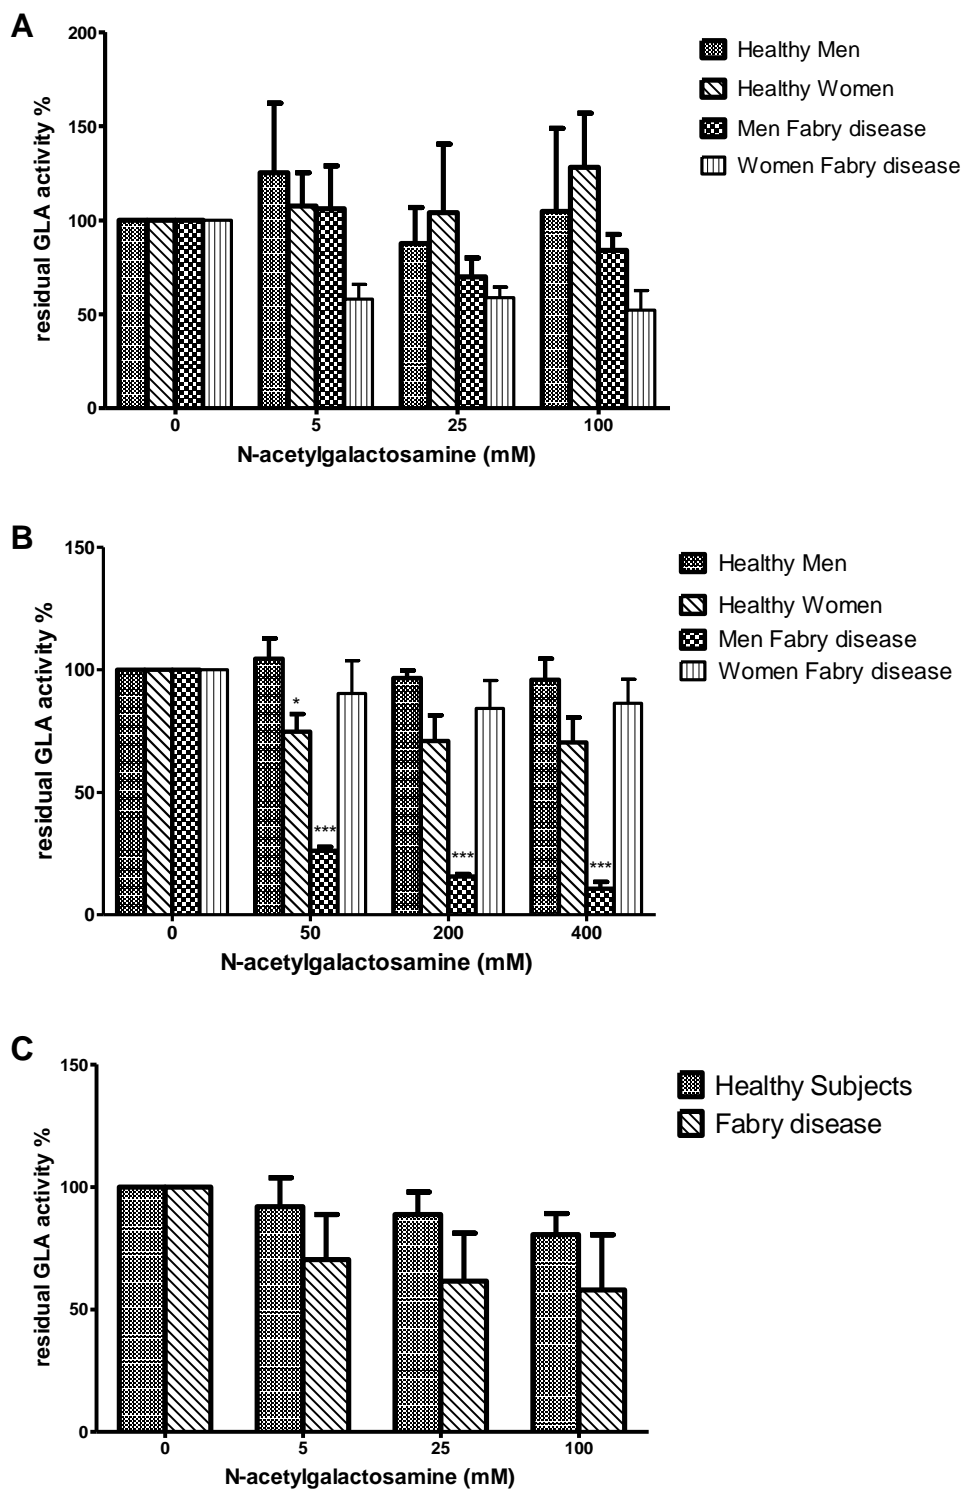 A
residual GLA activity %
200
150
100
50
0
0 5 25 100
N-acetylgalactosamine (mM)
Healthy Men
Healthy Women
Men Fabry disease
Women Fabry disease
B
residual GLA activity %
150
100
50
0
*
***
***
***
0 50 200 400
N-acetylgalactosamine (mM)
Healthy Men
Healthy Women
Men Fabry disease
Women Fabry disease
C
residual GLA activity %
150
100
50
0
0 5 25 100
N-acetylgalactosamine (mM)
Healthy Subjects
Fabry disease